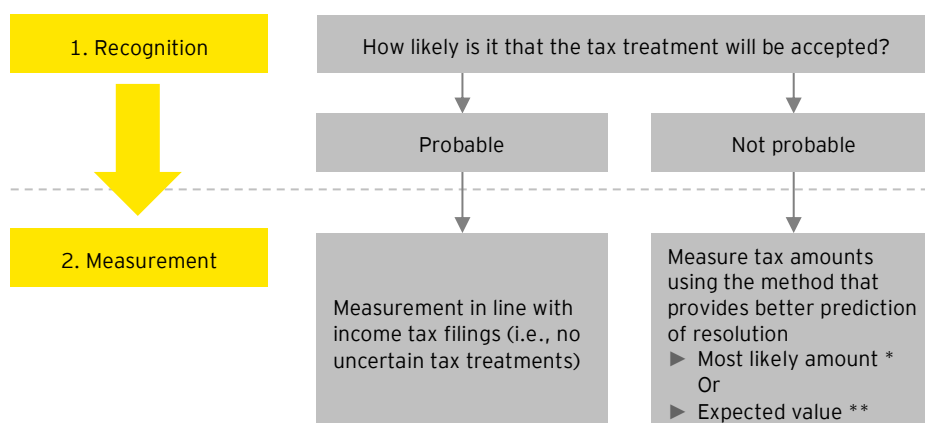 1. Recognition
How likely is it that the tax treatment will be accepted?
Probable
Not probable
2. Measurement
Measurement in line with
income tax filings (i.e., no
uncertain tax treatments)
Measure tax amounts
using the method that
provides better prediction
of resolution
► Most likely amount *
Or
► Expected value **